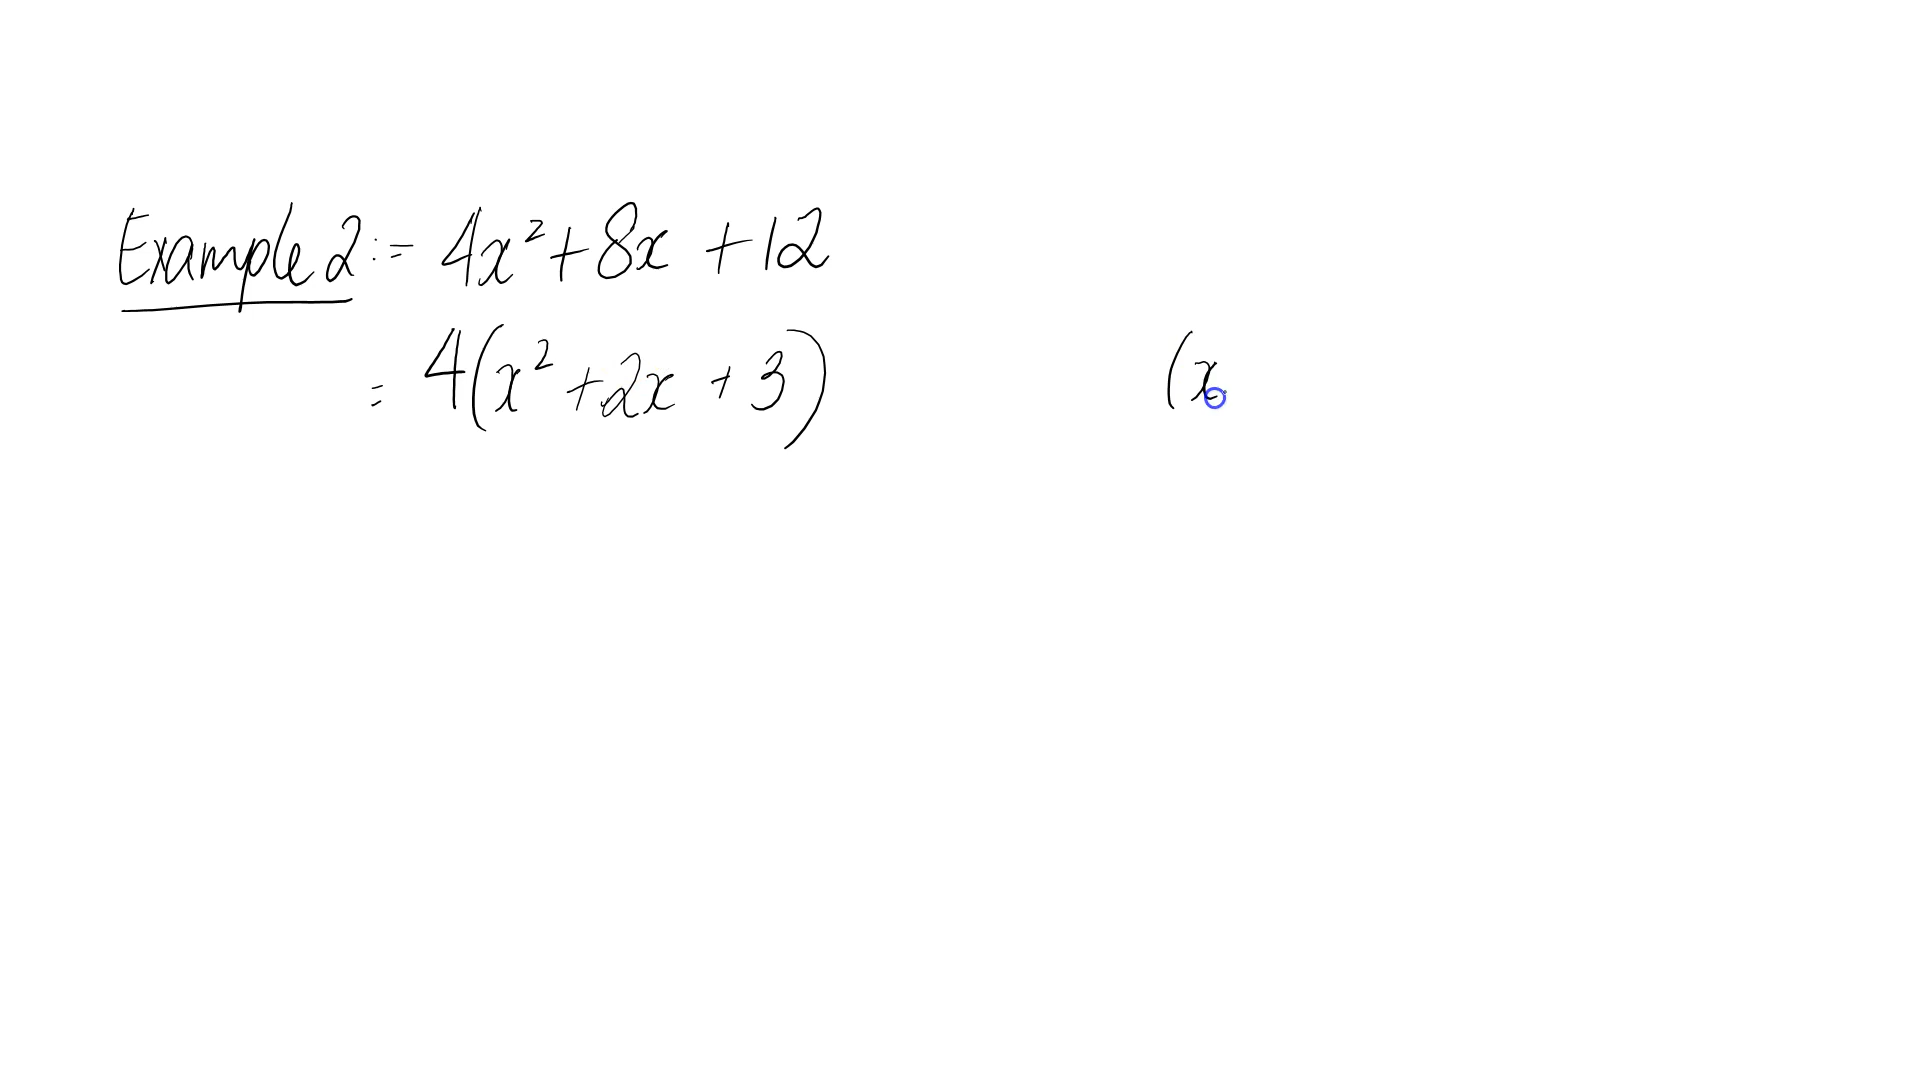 Example 2 := 4x²+8x +12
= 4(x² +2x +3)
(x